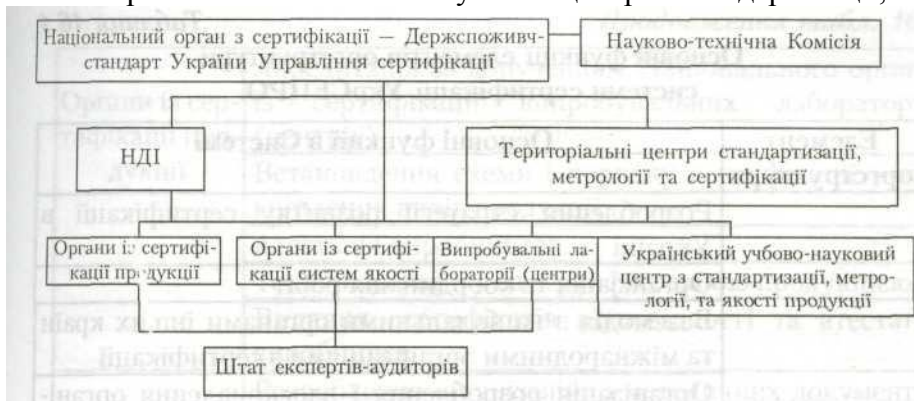 Національний орган з сертифікації — Держспоживч-
стандарт України Управління сертифікації
Науково-технічна Комісія
НДІ
Територіальні центри стандартизації,
метрології та сертифікації
Органи із сертифі-
кації продукції
Органи із сертифі-
кації систем якості
Випробувальні ла-
бораторії (центри)
Український учбово-науковий
центр з стандартизації, метро-
логії, та якості продукції
Штат експертів-аудиторів